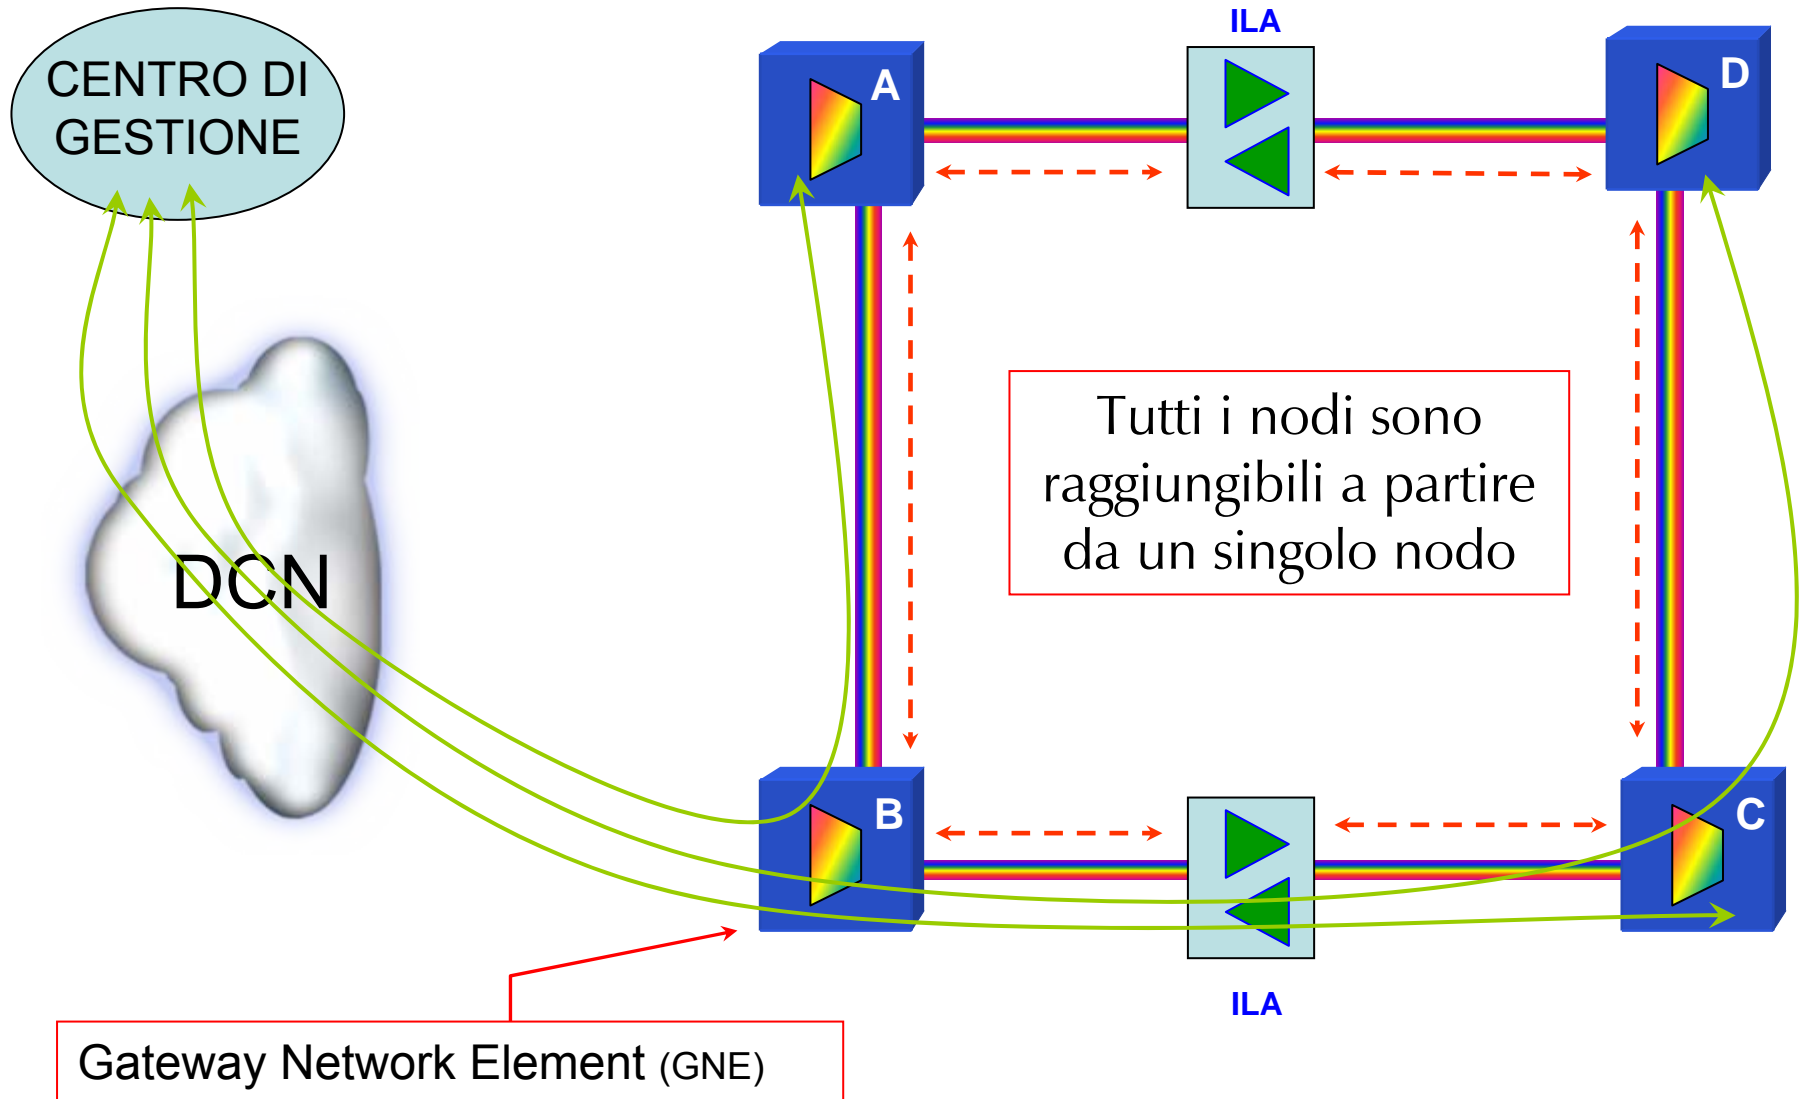 ILA
CENTRO DI
GESTIONE
A
D
Tutti i nodi sono
raggiungibili a partire
da un singolo nodo
DCN
B
C
ILA
Gateway Network Element (GNE)